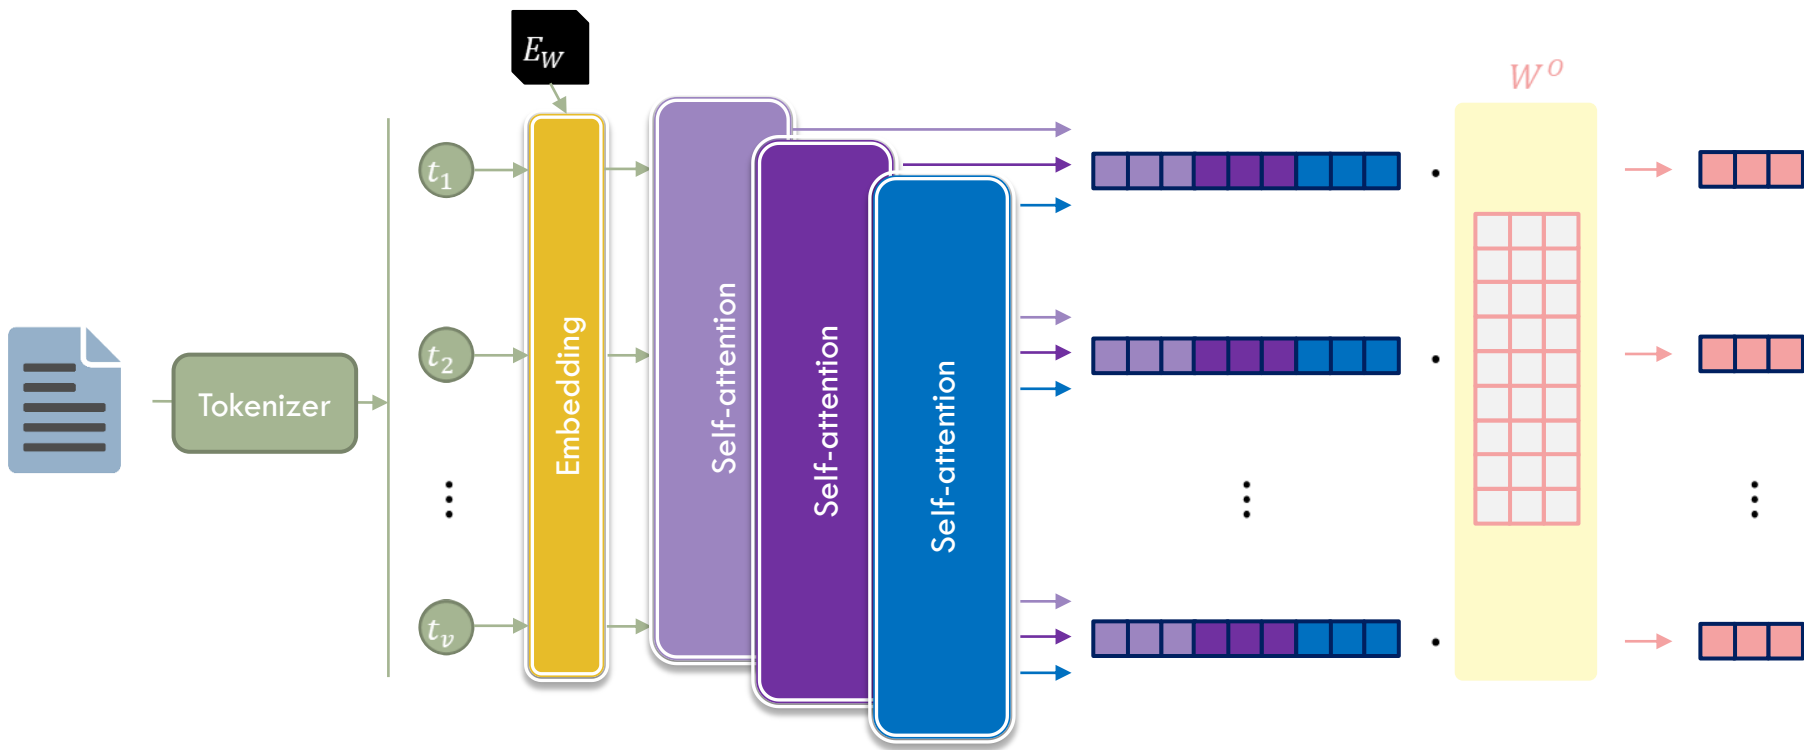 E_W
W^O
t_1
t_2
t_v
Tokenizer
Embedding
Self-attention
Self-attention
Self-attention